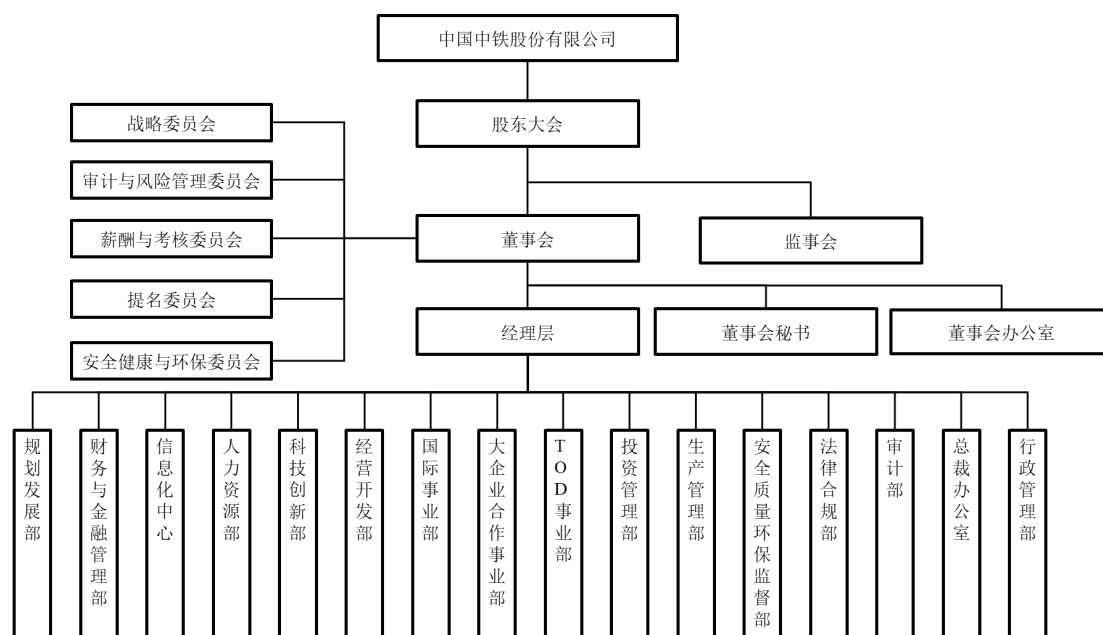 中国中铁股份有限公司
战略委员会
股东大会
审计与风险管理委员会
薪酬与考核委员会
董事会
监事会
提名委员会
经理层
董事会秘书
董事会办公室
安全健康与环保委员会
规划发展部
财务与金融管理部
信息化中心
人力资源部
科技创新部
经营开发部
国际事业部
大企业合作事业部
TOD事业部
投资管理部
生产管理部
安全质量环保监督部
法律合规部
审计部
总裁办公室
行政管理部